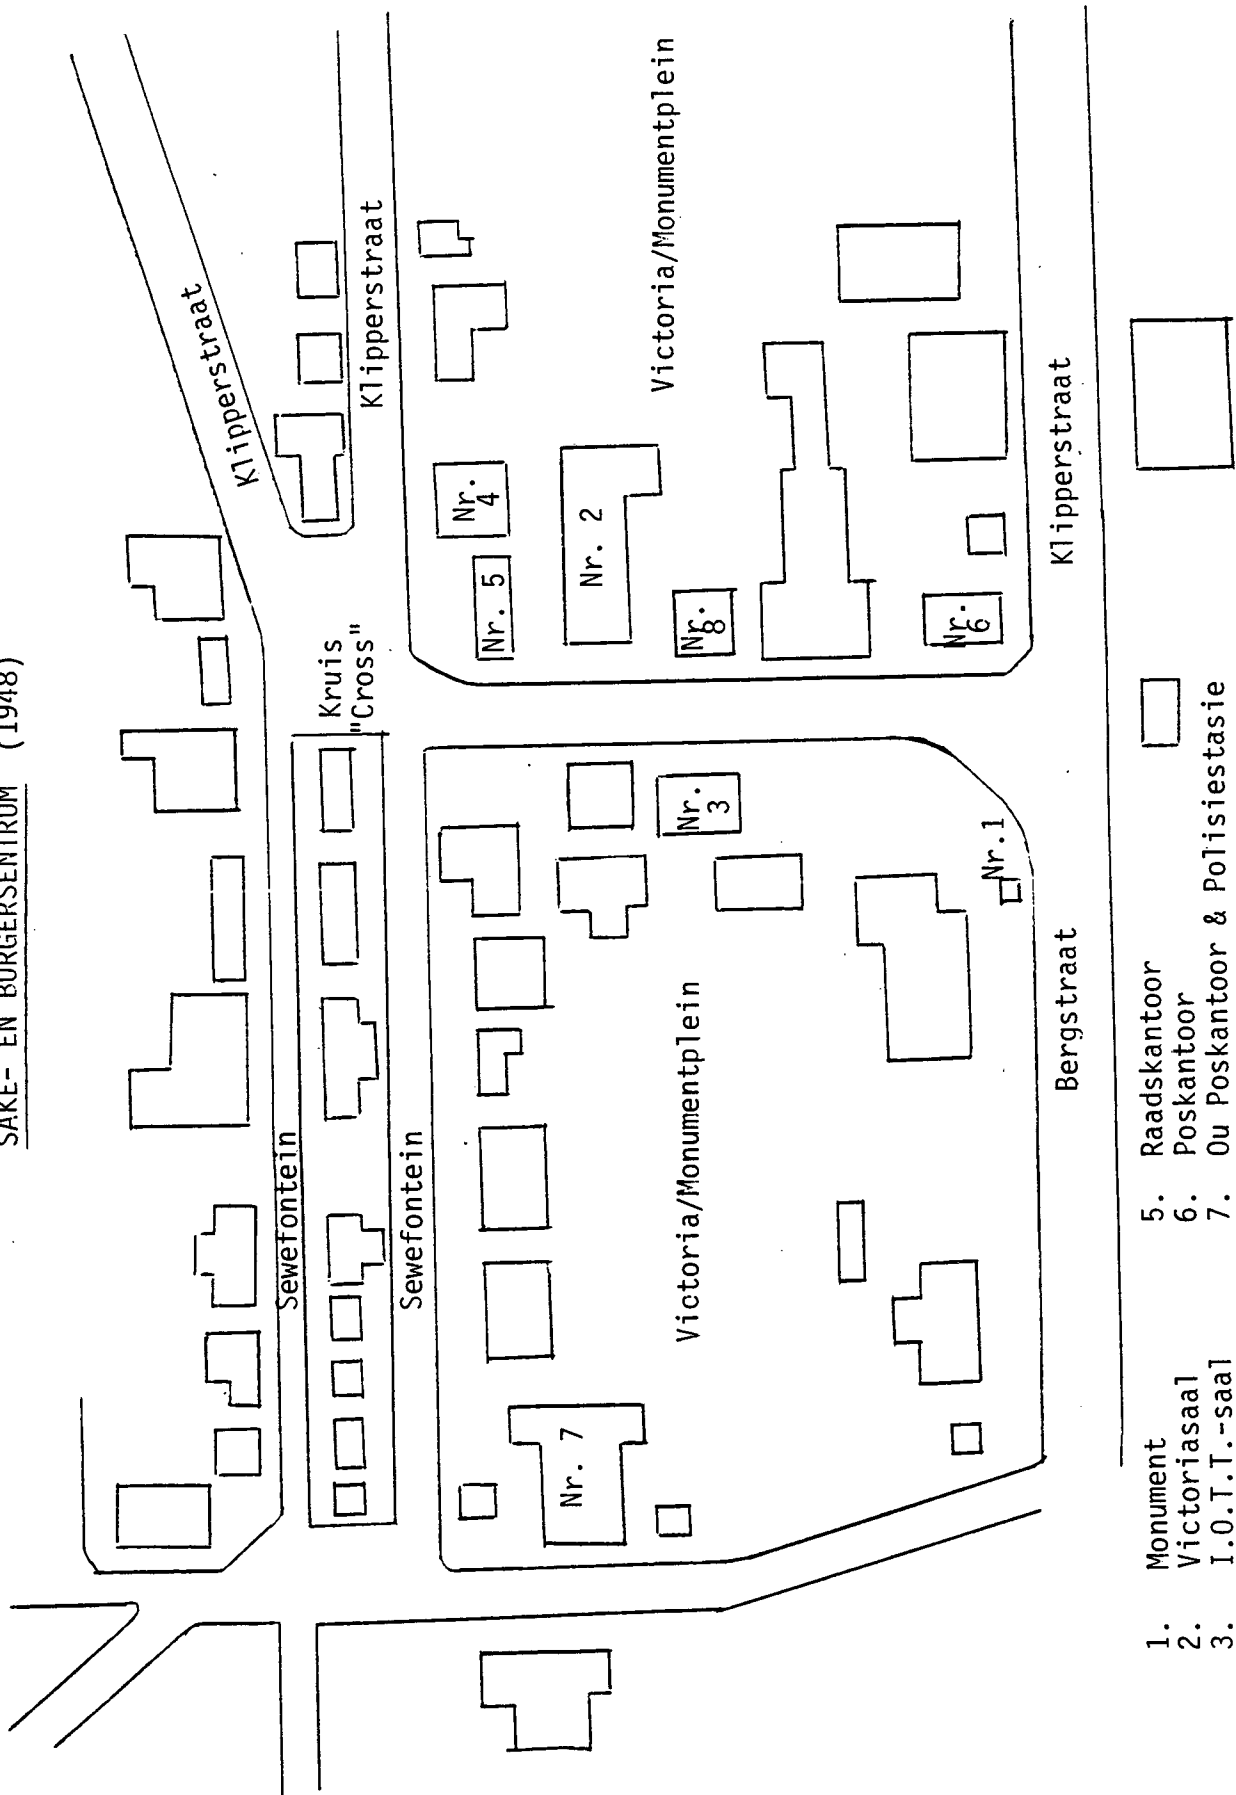 SAKE- EN BURGERSENTRUM (1948)
Klipperstraat
Klipperstraat
Kruis
"Cross"
Sewefontein
Sewefontein
Nr.
4
Nr. 5
Nr. 2
Nr.
8
Nr.
6
Victoria/Monumentplein
Klipperstraat
Nr.
3
Nr.1
Nr. 7
Victoria/Monumentplein
Bergstraat
1. Monument
2. Victoriasaal
3. I.O.T.T.-saal
5. Raadskantoor
6. Poskantoor
7. Ou Poskantoor & Polisiestasie